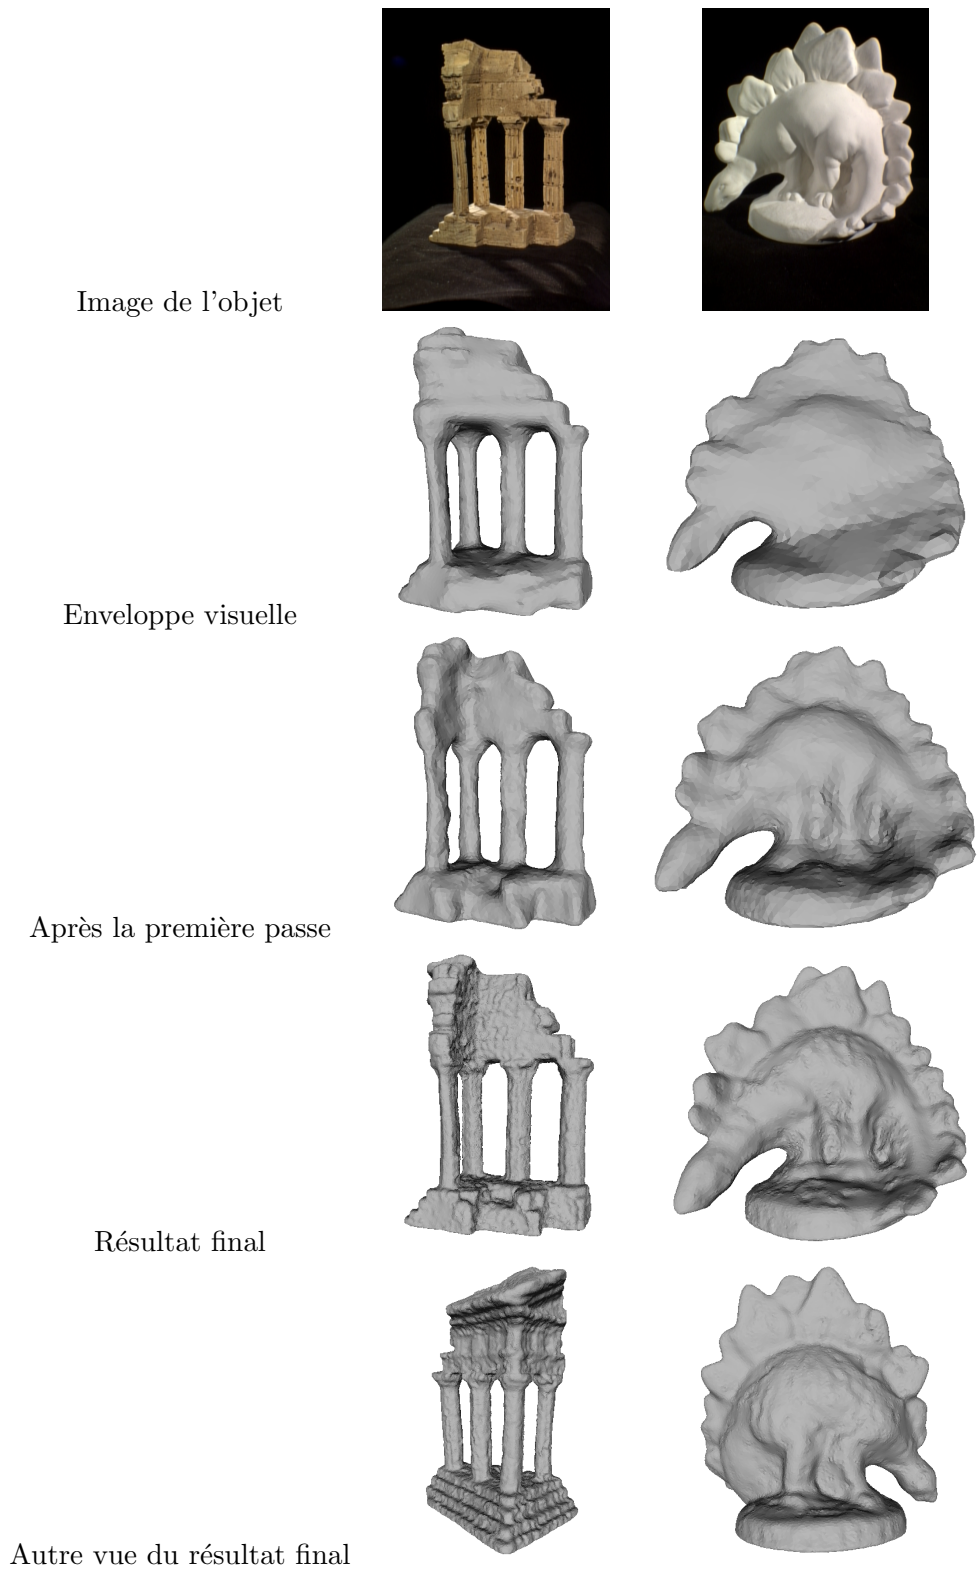 Image de l'objet
Enveloppe visuelle
Après la première passe
Résultat final
Autre vue du résultat final